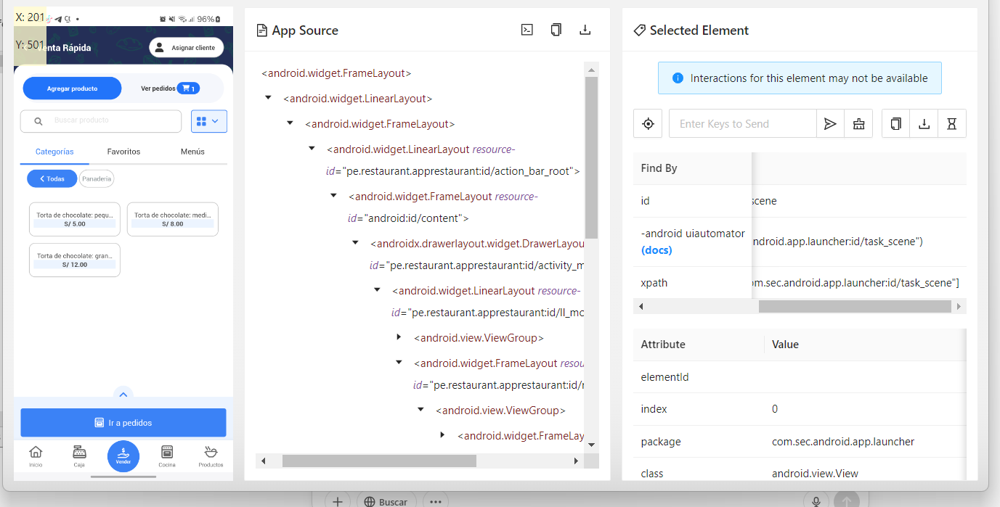 X: 201
96%
Y: 501
enta Rápida
Asignar cliente
Agregar producto
Ver pedidos
1
Buscar producto
Categorías
Favoritos
Menús
Todas
Panaderia
Torta de chocolate: pequ...
S/ 5.00
Torta de chocolate: medi...
S/ 8.00
Torta de chocolate: gran...
S/ 12.00
Ir a pedidos
Inicio
Caja
Vender
Cocina
Productos
App Source
<android.widget.FrameLayout>
<android.widget.LinearLayout>
<android.widget.FrameLayout>
<android.widget.LinearLayout resource-
id="pe.restaurant.apprestaurant:id/action_bar_root">
<android.widget.FrameLayout resource-
id="android:id/content">
<androidx.drawerlayout.widget.DrawerLayou
id="pe.restaurant.apprestaurant:id/activity_m
<android.widget.LinearLayout resource-
id="pe.restaurant.apprestaurant:id/ll_mc
<android.view.ViewGroup>
<android.widget.FrameLayout resou
id="pe.restaurant.apprestaurant:id/r
<android.view.ViewGroup>
<android.widget.FrameLay
Selected Element
Interactions for this element may not be available
Enter Keys to Send
Find By
id
scene
-android uiautomator
(docs)
ndroid.app.launcher:id/task_scene")
xpath
om.sec.android.app.launcher:id/task_scene"]
Attribute
Value
elementId
index
0
package
com.sec.android.app.launcher
class
android.view.View
Buscar